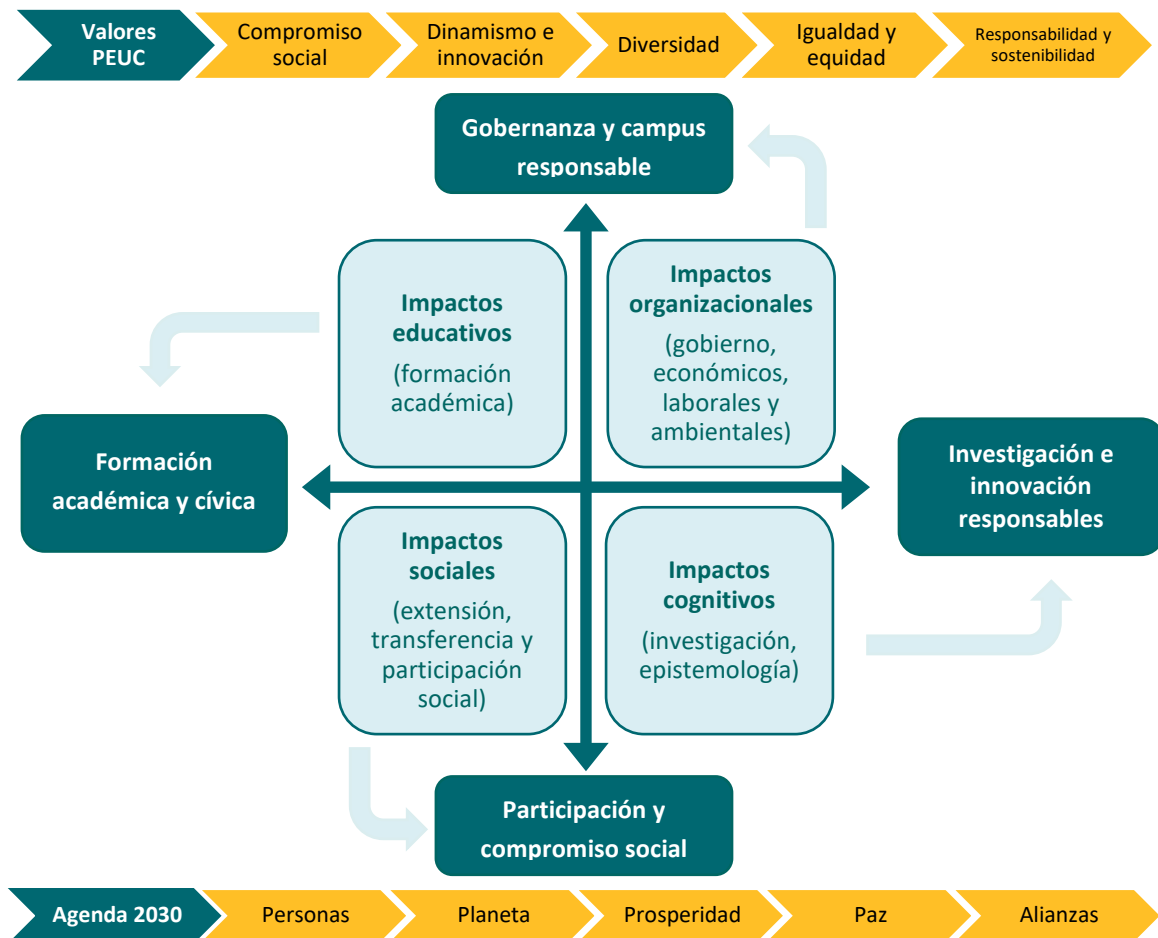 Valores
PEUC
Compromiso
social
Dinamismo e
innovación
Diversidad
Igualdad y
equidad
Responsabilidad y
sostenibilidad
Gobernanza y campus
responsable
Impactos
educativos
(formación
académica)
Impactos
organizacionales
(gobierno,
económicos,
laborales y
ambientales)
Formación
académica y cívica
Investigación e
innovación
responsables
Impactos
sociales
(extensión,
transferencia y
participación
social)
Impactos
cognitivos
(investigación,
epistemología)
Participación y
compromiso social
Agenda 2030
Personas
Planeta
Prosperidad
Paz
Alianzas